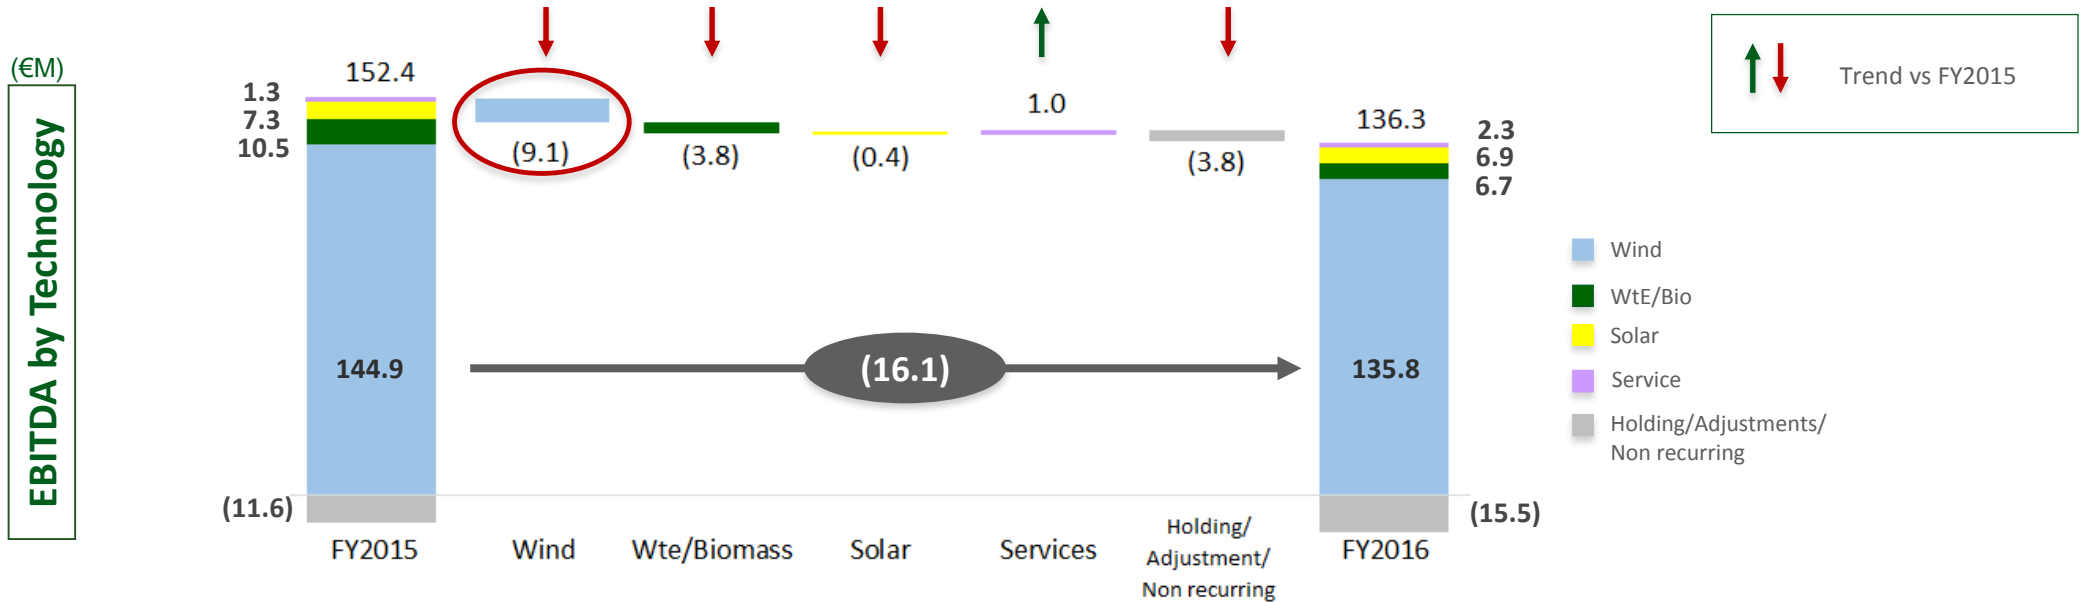 (€M)
EBITDA by Technology
152.4
1.3
7.3
10.5
144.9
(11.6)
(9.1)
(3.8)
(0.4)
1.0
(3.8)
(16.1)
136.3
2.3
6.9
6.7
135.8
(15.5)
FY2015
Wind
Wte/Biomass
Solar
Services
Holding/
Adjustment/
Non recurring
FY2016
Trend vs FY2015
Wind
WtE/Bio
Solar
Service
Holding/Adjustments/
Non recurring